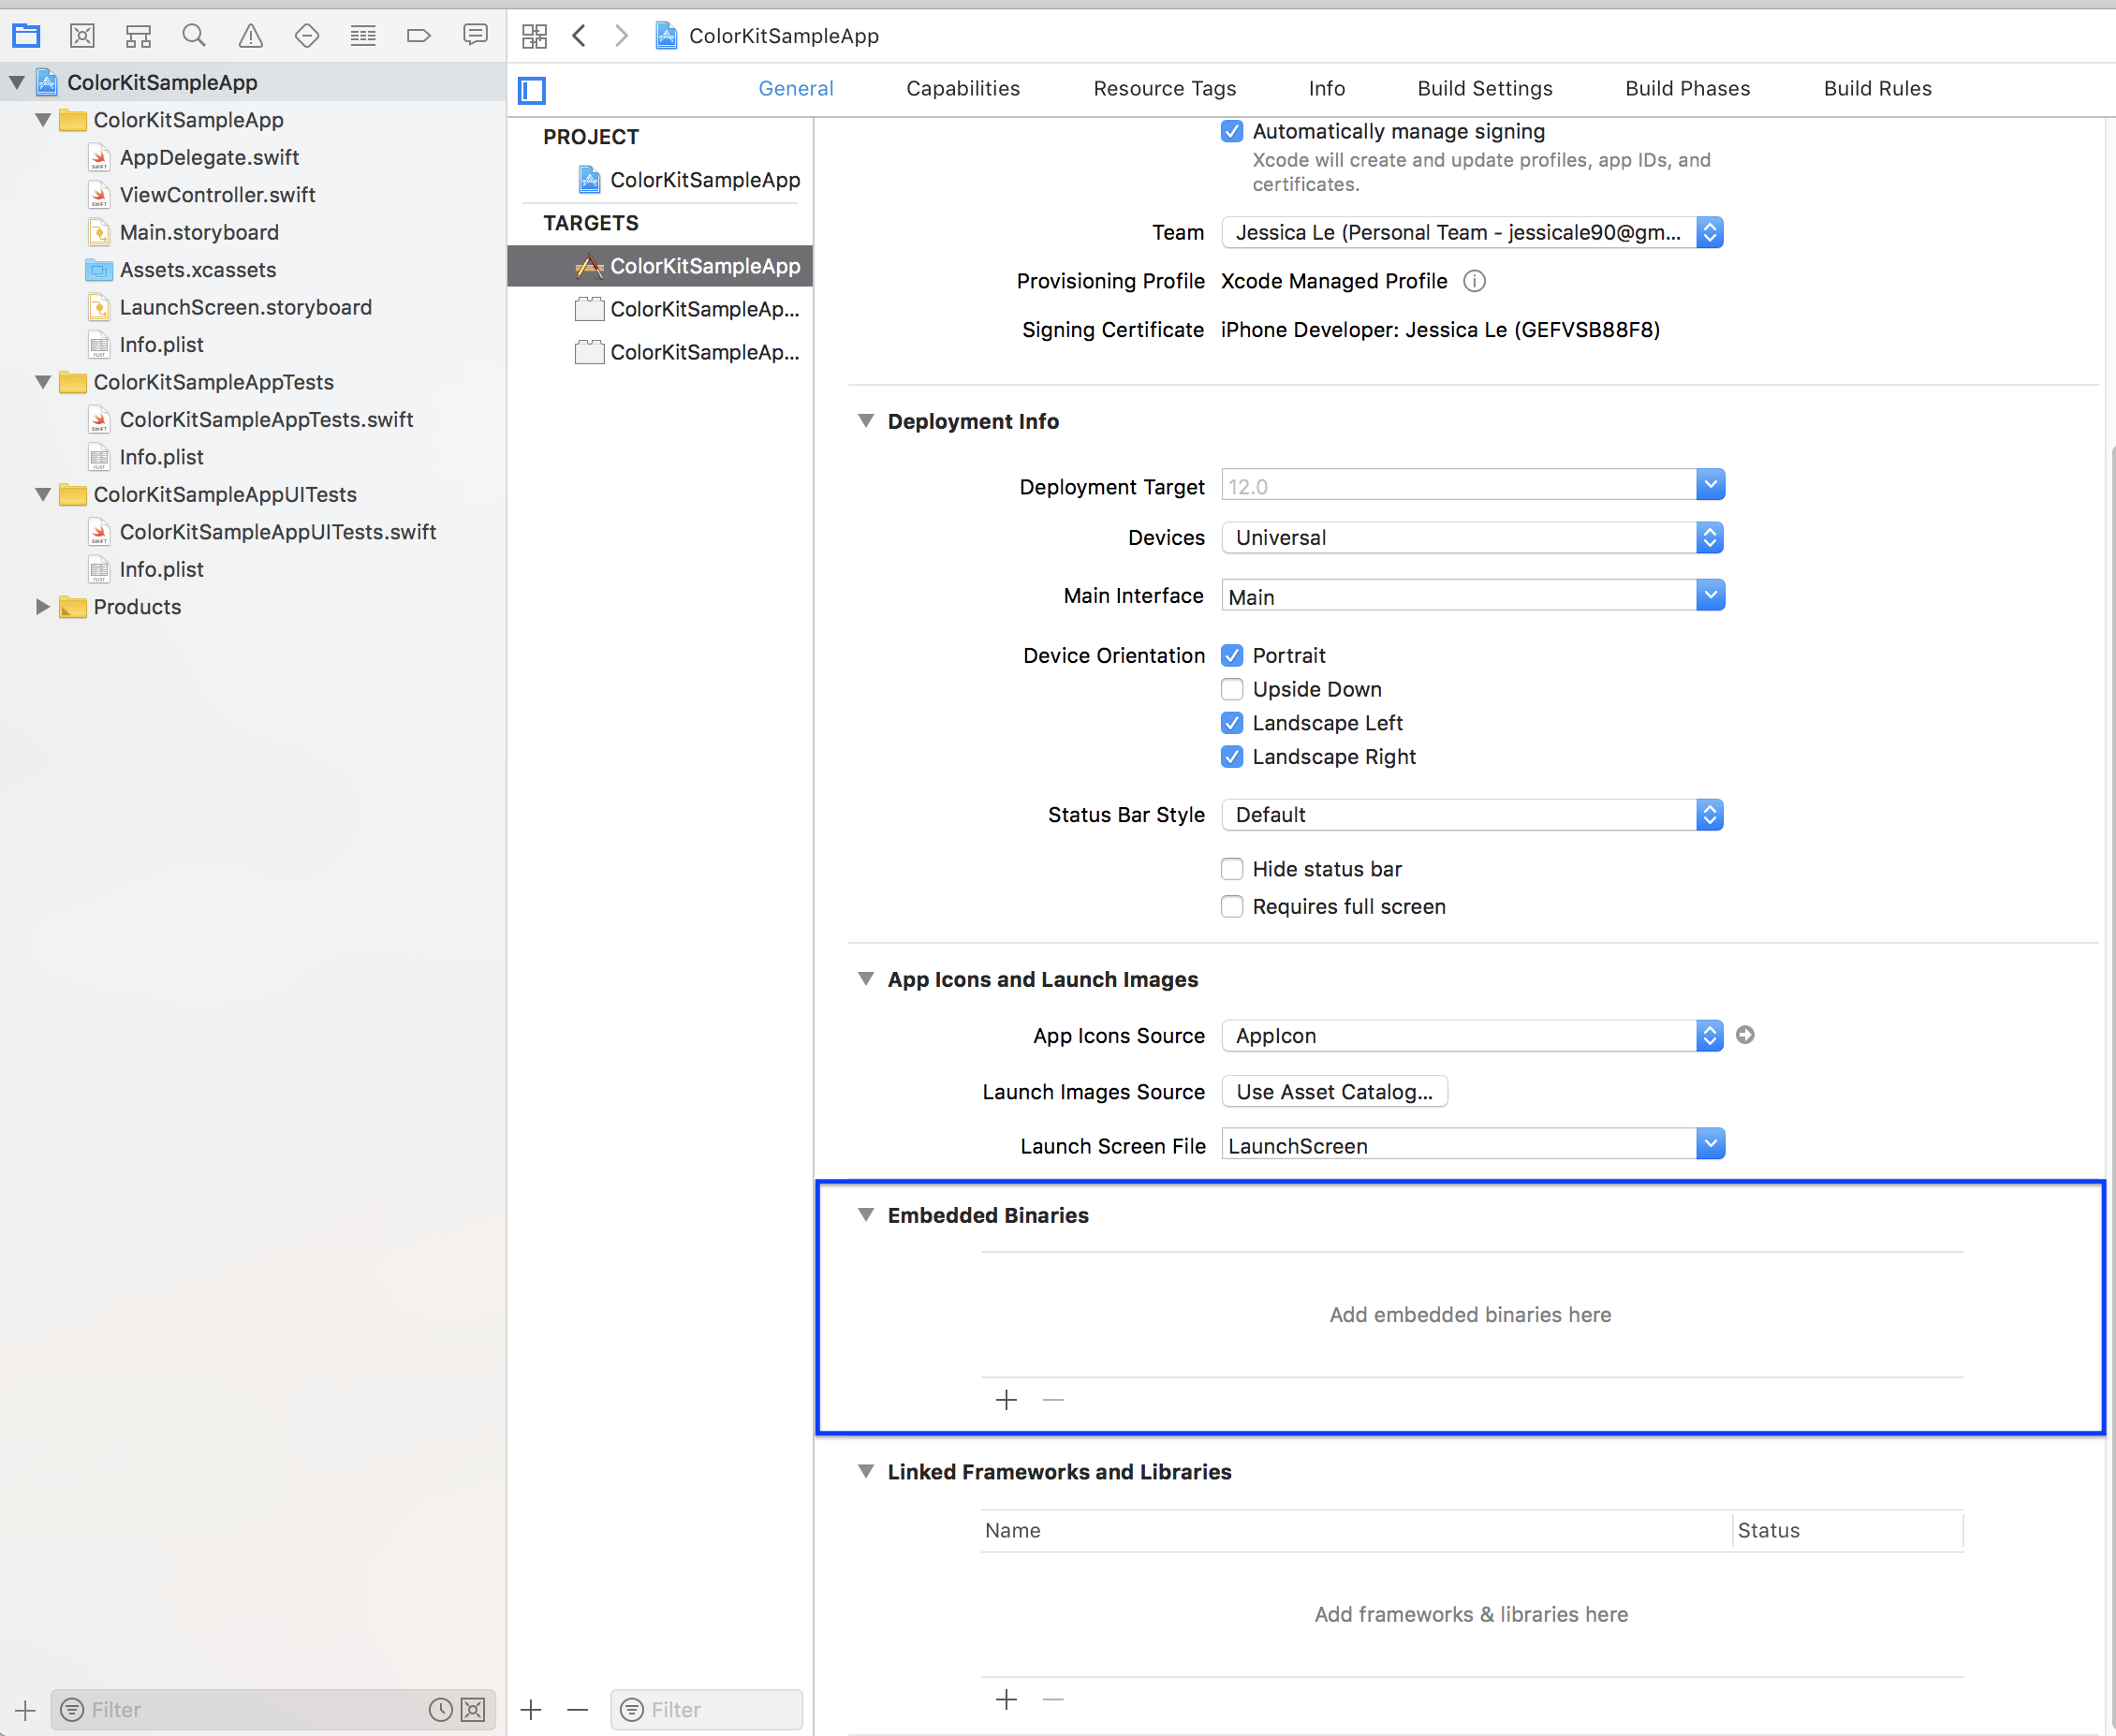 ColorKitSampleApp
ColorKitSampleApp
ColorKitSampleApp
AppDelegate.swift
ViewController.swift
Main.storyboard
Assets.xcassets
LaunchScreen.storyboard
Info.plist
ColorKitSampleAppTests
ColorKitSampleAppTests.swift
Info.plist
ColorKitSampleAppUITests
ColorKitSampleAppUITests.swift
Info.plist
Products
Filter
General Capabilities Resource Tags Info Build Settings Build Phases Build Rules
PROJECT
ColorKitSampleApp
TARGETS
ColorKitSampleApp
ColorKitSampleAp...
ColorKitSampleAp...
Filter
Automatically manage signing
Xcode will create and update profiles, app IDs, and
certificates.
Team Jessica Le (Personal Team - jessicale90@gm...
Provisioning Profile Xcode Managed Profile
Signing Certificate iPhone Developer: Jessica Le (GEFVSB88F8)
Deployment Info
Deployment Target 12.0
Devices Universal
Main Interface Main
Device Orientation Portrait
Upside Down
Landscape Left
Landscape Right
Status Bar Style Default
Hide status bar
Requires full screen
App Icons and Launch Images
App Icons Source AppIcon
Launch Images Source Use Asset Catalog...
Launch Screen File LaunchScreen
Embedded Binaries
Add embedded binaries here
Linked Frameworks and Libraries
Name Status
Add frameworks & libraries here